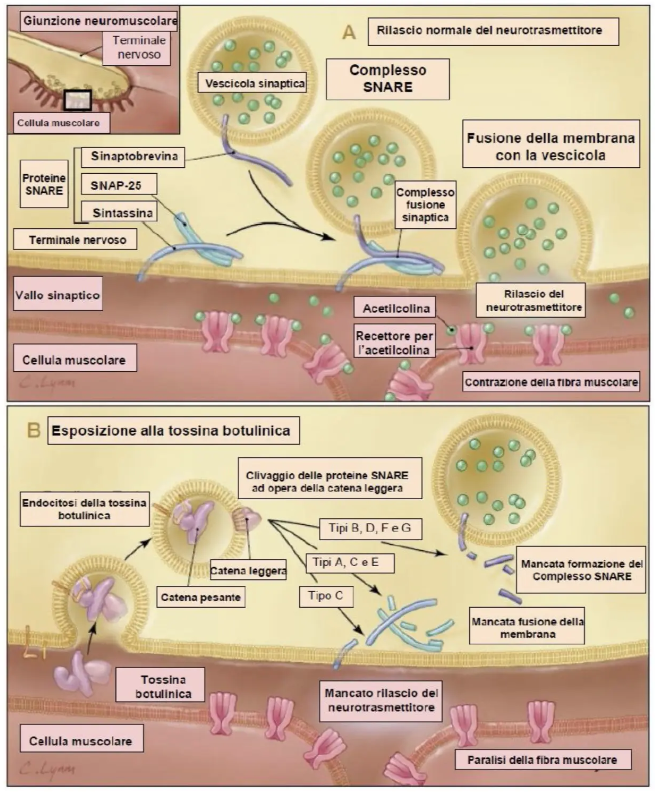 Giunzione neuromuscolare
Terminale
nervoso
Cellula muscolare
A
Rilascio normale del neurotrasmettitore
Vescicola sinaptica
Complesso
SNARE
Fusione della membrana
con la vescicola
Proteine
SNARE
Sinaptobrevina
SNAP-25
Sintassina
Complesso
fusione
sinaptica
Terminale nervoso
Vallo sinaptico
Rilascio del
neurotrasmettitore
Acetilcolina
Recettore per
l'acetilcolina
Cellula muscolare
Contrazione della fibra muscolare
C. Lynm
B
Esposizione alla tossina botulinica
Clivaggio delle proteine SNARE
ad opera della catena leggera
Endocitosi della tossina
botulinica
Tipi B, D, F e G
Tipi A, C e E
Tipo C
Catena leggera
Catena pesante
Mancata formazione del
Complesso SNARE
Mancata fusione della
membrana
Tossina
botulinica
Mancato rilascio del
neurotrasmettitore
Cellula muscolare
Paralisi della fibra muscolare
C. Lynm